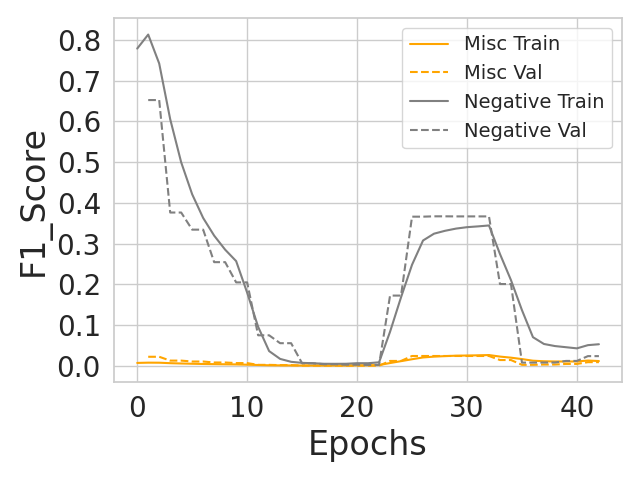 Misc Train
Misc Val
Negative Train
Negative Val
F1_Score
0.8
0.7
0.6
0.5
0.4
0.3
0.2
0.1
0.0
0 10 20 30 40
Epochs